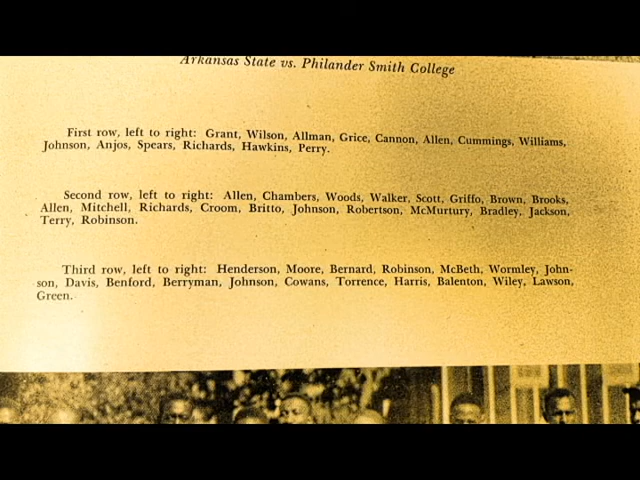 Arkansas State vs. Philander Smith College
First row, left to right: Grant, Wilson, Allman, Grice, Cannon, Allen, Cummings, Williams,
Johnson, Anjos, Spears, Richards, Hawkins, Perry.
Second row, left to right: Allen, Chambers, Woods, Walker, Scott, Griffo, Brown, Brooks,
Allen, Mitchell, Richards, Croom, Britto, Johnson, Robertson, McMurtury, Bradley, Jackson,
Terry, Robinson.
Third row, left to right: Henderson, Moore, Bernard, Robinson, McBeth, Wormley, John-
son, Davis, Benford, Berryman, Johnson, Cowans, Torrence, Harris, Balenton, Wiley, Lawson,
Green.